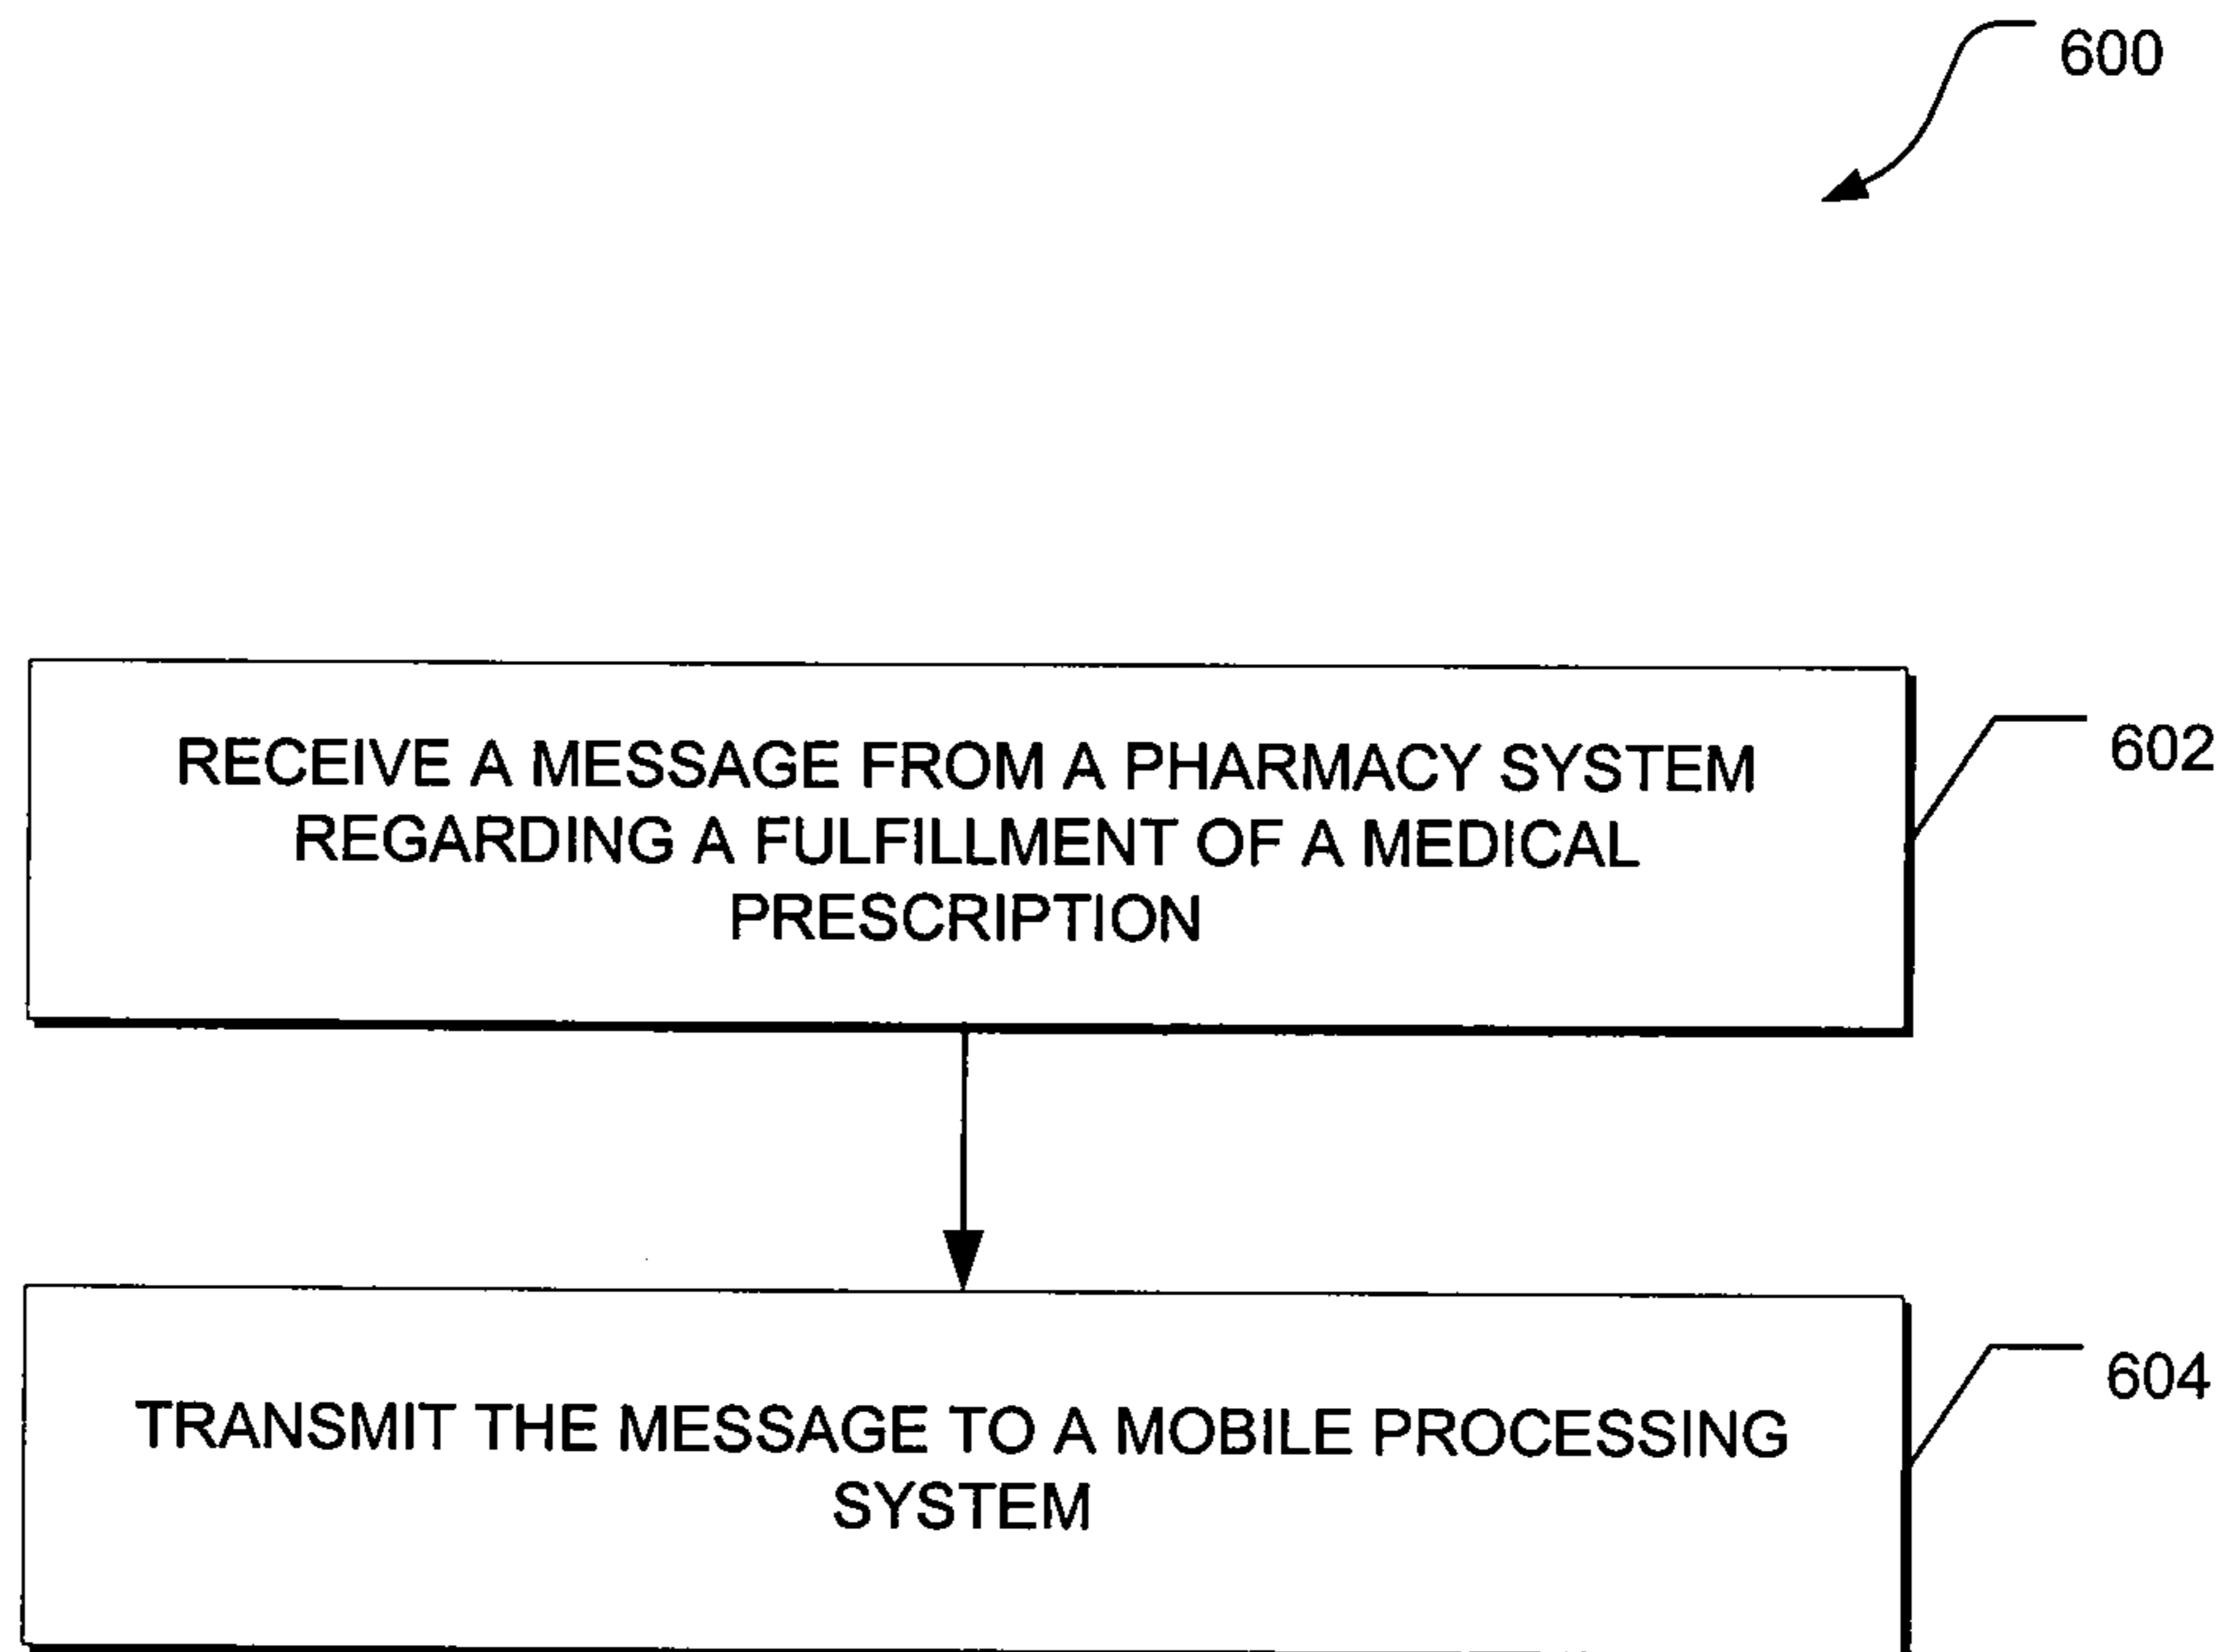 600
RECEIVE A MESSAGE FROM A PHARMACY SYSTEM
REGARDING A FULFILLMENT OF A MEDICAL
PRESCRIPTION
602
TRANSMIT THE MESSAGE TO A MOBILE PROCESSING
SYSTEM
604